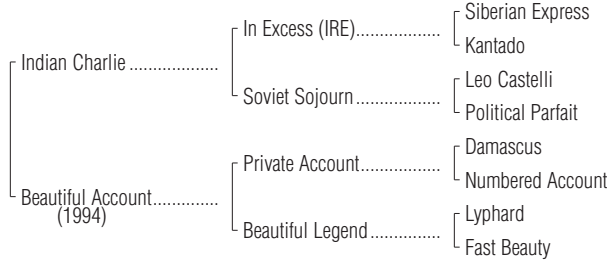 Siberian Express
In Excess (IRE)...................
Kantado
Indian Charlie ...................
Leo Castelli
Soviet Sojourn ...................
Political Parfait
Damascus
Private Account...................
Numbered Account
Beautiful Account..............
(1994)
Lyphard
Beautiful Legend ...............
Fast Beauty